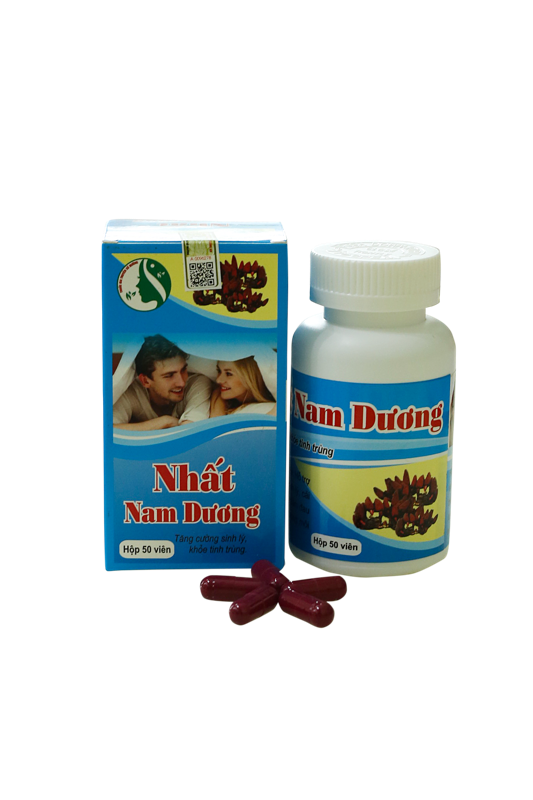 Nhất
Nam Dương
Tăng cường sinh lý,
khỏe tinh trùng
Hộp 50 viên
Nam Dương
tinh trùng
Hộp 50 viên